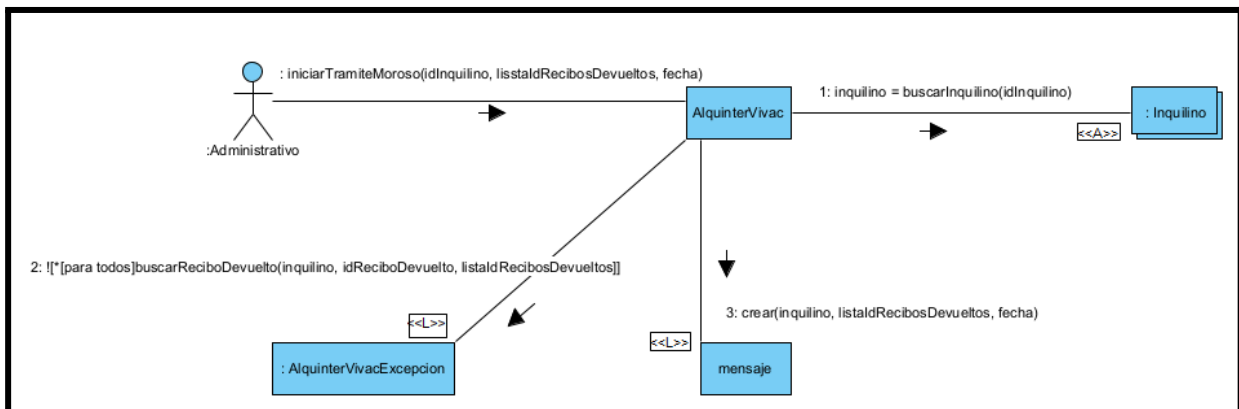 : iniciarTramiteMoroso(idInquilino, lisstaIdRecibosDevueltos, fecha)
:Administrativo
AlquinterVivac
1: inquilino = buscarInquilino(idInquilino)
<<A>>
: Inquilino
2: ![*[para todos]buscarReciboDevuelto(inquilino, idReciboDevuelto, listaIdRecibosDevueltos]]
<<L>>
: AlquinterVivacExcepcion
3: crear(inquilino, listaIdRecibosDevueltos, fecha)
<<L>>
mensaje